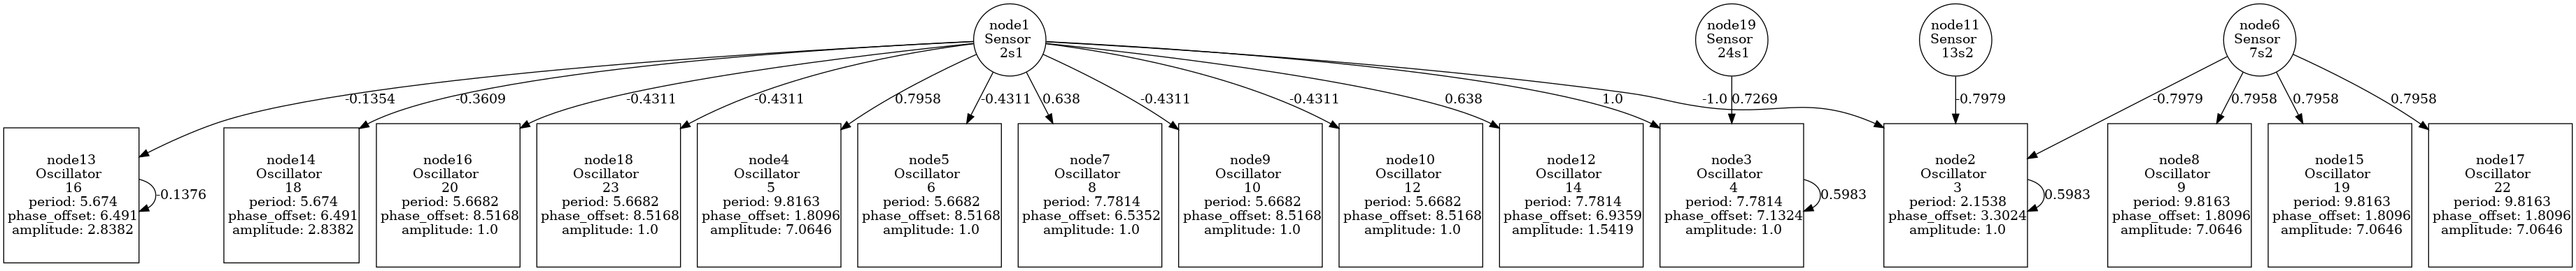 node1
Sensor
2s1
node19
Sensor
24s1
node11
Sensor
13s2
node6
Sensor
7s2
-0.1354
-0.3609
-0.4311
-0.4311
0.7958
-0.4311
0.638
-0.4311
-0.4311
0.638
1.0
-1.0
0.7269
-0.7979
-0.7979
0.7958
0.7958
0.7958
node13
Oscillator
16
period: 5.674
phase_offset: 6.491
amplitude: 2.8382
-0.1376
node14
Oscillator
18
period: 5.674
phase_offset: 6.491
amplitude: 2.8382
node16
Oscillator
20
period: 5.6682
phase_offset: 8.5168
amplitude: 1.0
node18
Oscillator
23
period: 5.6682
phase_offset: 8.5168
amplitude: 1.0
node4
Oscillator
5
period: 9.8163
phase_offset: 1.8096
amplitude: 7.0646
node5
Oscillator
6
period: 5.6682
phase_offset: 8.5168
amplitude: 1.0
node7
Oscillator
8
period: 7.7814
phase_offset: 6.5352
amplitude: 1.0
node9
Oscillator
10
period: 5.6682
phase_offset: 8.5168
amplitude: 1.0
node10
Oscillator
12
period: 5.6682
phase_offset: 8.5168
amplitude: 1.0
node12
Oscillator
14
period: 7.7814
phase_offset: 6.9359
amplitude: 1.5419
node3
Oscillator
4
period: 7.7814
phase_offset: 7.1324
amplitude: 1.0
0.5983
node2
Oscillator
3
period: 2.1538
phase_offset: 3.3024
amplitude: 1.0
0.5983
node8
Oscillator
9
period: 9.8163
phase_offset: 1.8096
amplitude: 7.0646
node15
Oscillator
19
period: 9.8163
phase_offset: 1.8096
amplitude: 7.0646
node17
Oscillator
22
period: 9.8163
phase_offset: 1.8096
amplitude: 7.0646